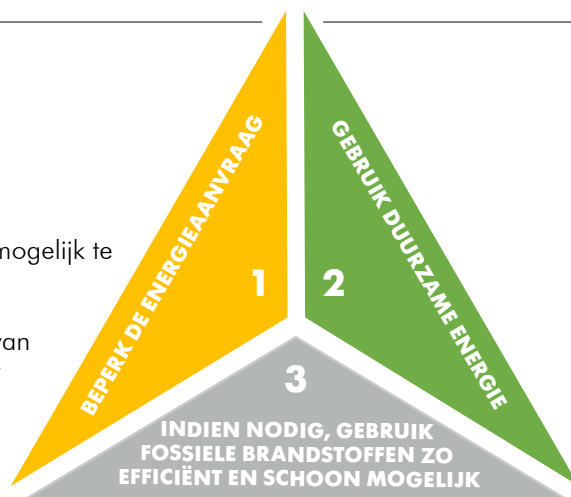 mogelijk te
van
BEPERK DE ENERGIEAANVRAAG
1
GEBRUIK DUURZAME ENERGIE
2
3
INDIEN NODIG, GEBRUIK
FOSSIELE BRANDSTOFFEN ZO
EFFICIËNT EN SCHOON MOGELIJK